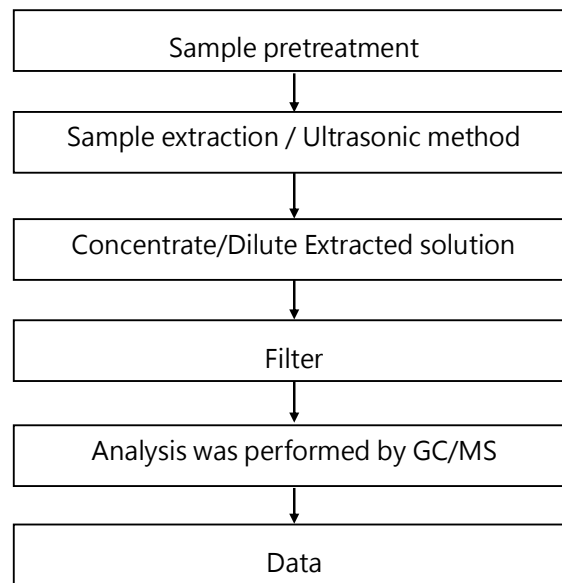 Sample pretreatment
Sample extraction / Ultrasonic method
Concentrate/Dilute Extracted solution
Filter
Analysis was performed by GC/MS
Data